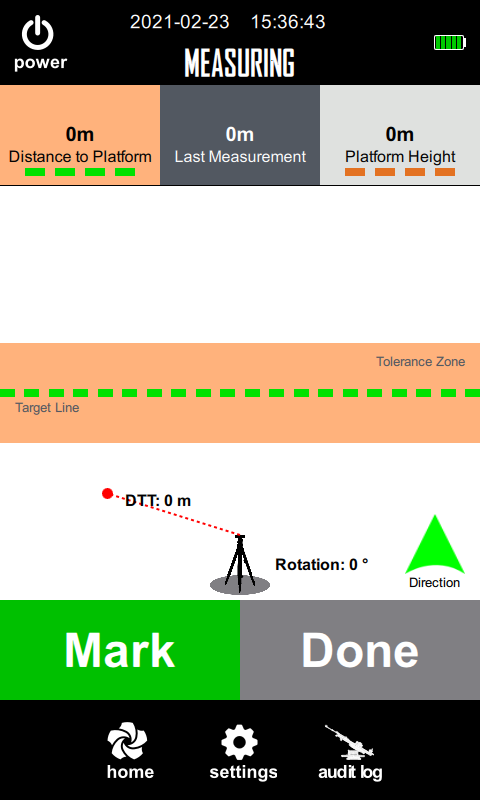 2021-02-23 15:36:43
power
MEASURING
0m
Distance to Platform
0m
Last Measurement
0m
Platform Height
Tolerance Zone
Target Line
DTT: 0 m
Rotation: 0 °
Direction
Mark
Done
home
settings
audit log